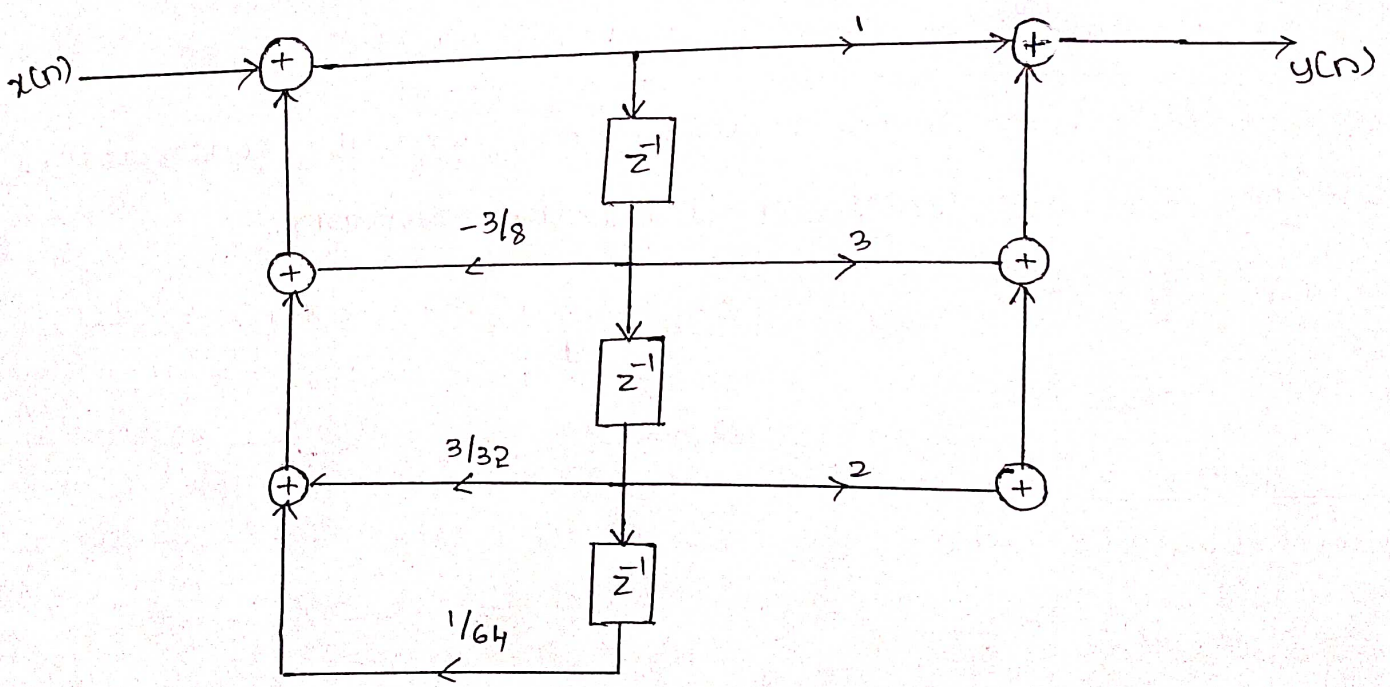 x(n) + 1 + y(n)
z⁻¹
+ -3/8 3 +
z⁻¹
+ 3/32 2 +
z⁻¹
1/64